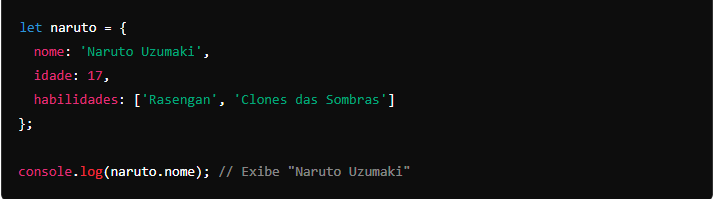 let naruto = {
  nome: 'Naruto Uzumaki',
  idade: 17,
  habilidades: ['Rasengan', 'Clones das Sombras']
};

console.log(naruto.nome); // Exibe "Naruto Uzumaki"